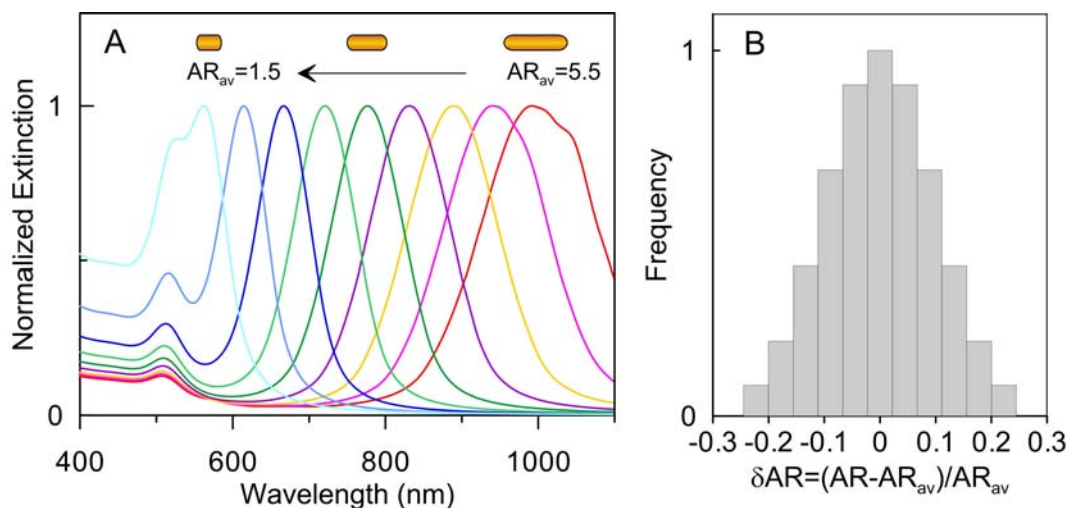 A
AR_av=1.5
AR_av=5.5
Normalized Extinction
1
0
400
600
800
1000
Wavelength (nm)
B
Frequency
1
0
-0.3
-0.2
-0.1
0
0.1
0.2
0.3
δAR=(AR-AR_av)/AR_av